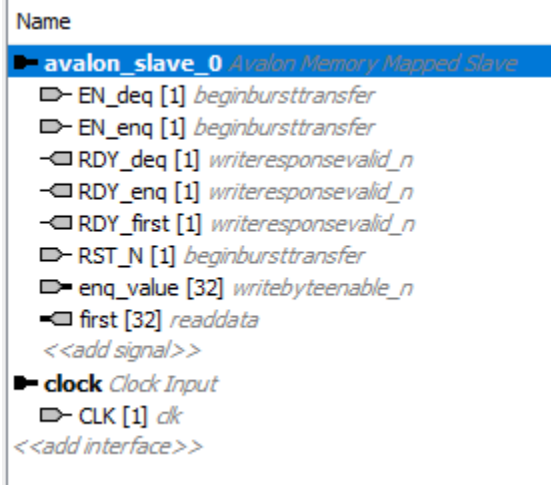 Name
avalon_slave_0 Avalon Memory Mapped Slave
EN_deq [1] beginbursttransfer
EN_enq [1] beginbursttransfer
RDY_deq [1] writeresponsevalid_n
RDY_enq [1] writeresponsevalid_n
RDY_first [1] writeresponsevalid_n
RST_N [1] beginbursttransfer
enq_value [32] writebyteenable_n
first [32] readdata
<<add signal>>
clock Clock Input
CLK [1] clk
<<add interface>>